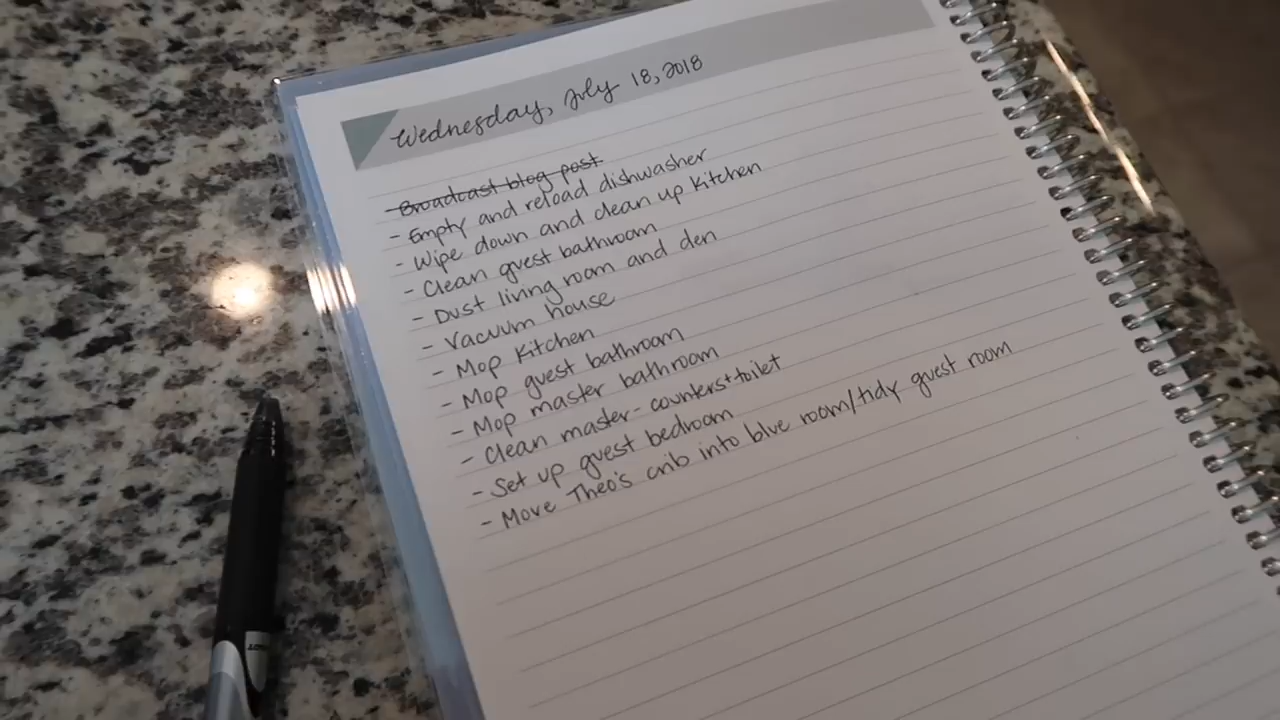 Wednesday, July 18, 2018
- Broadcast blog post
- Empty and reload dishwasher
- Wipe down and clean up kitchen
- Clean guest bathroom
- Dust living room and den
- Vacuum house
- Mop kitchen
- Mop guest bathroom
- Mop master bathroom
- Clean master - counters + toilet
- Set up guest bedroom
- Move Theo's crib into blue room/tidy guest room